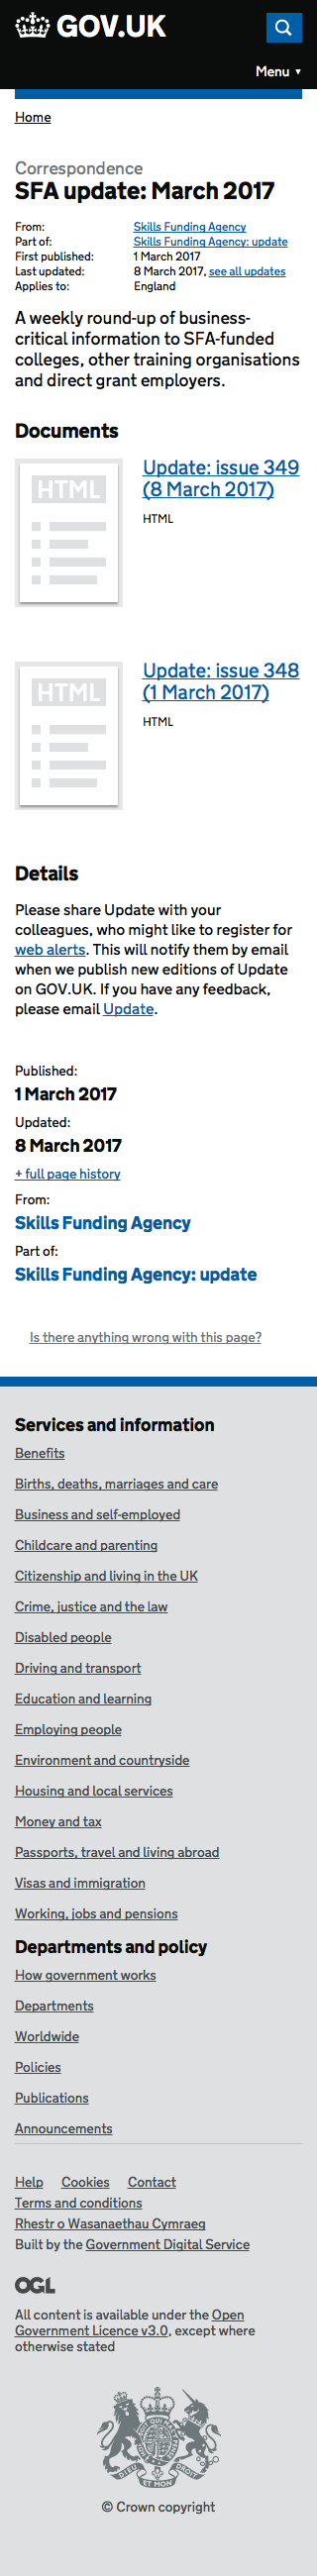 GOV.UK
Menu ▼
Home
Correspondence
SFA update: March 2017
From: Skills Funding Agency
Part of: Skills Funding Agency: update
First published: 1 March 2017
Last updated: 8 March 2017, see all updates
Applies to: England
A weekly round-up of business-
critical information to SFA-funded
colleges, other training organisations
and direct grant employers.
Documents
HTML
Update: issue 349
(8 March 2017)
HTML
HTML
Update: issue 348
(1 March 2017)
HTML
Details
Please share Update with your
colleagues, who might like to register for
web alerts. This will notify them by email
when we publish new editions of Update
on GOV.UK. If you have any feedback,
please email Update.
Published:
1 March 2017
Updated:
8 March 2017
+ full page history
From:
Skills Funding Agency
Part of:
Skills Funding Agency: update
Is there anything wrong with this page?
Services and information
Benefits
Births, deaths, marriages and care
Business and self-employed
Childcare and parenting
Citizenship and living in the UK
Crime, justice and the law
Disabled people
Driving and transport
Education and learning
Employing people
Environment and countryside
Housing and local services
Money and tax
Passports, travel and living abroad
Visas and immigration
Working, jobs and pensions
Departments and policy
How government works
Departments
Worldwide
Policies
Publications
Announcements
Help Cookies Contact
Terms and conditions
Rhestr o Wasanaethau Cymraeg
Built by the Government Digital Service
OGL
All content is available under the Open
Government Licence v3.0, except where
otherwise stated
DIEU ET MON
© Crown copyright